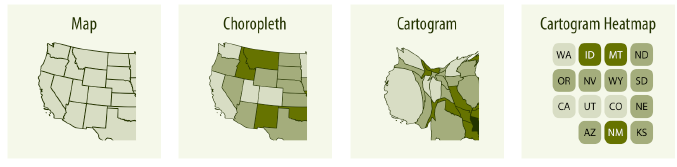 Map
Choropleth
Cartogram
Cartogram Heatmap
WA ID MT ND
OR NV WY SD
CA UT CO NE
AZ NM KS